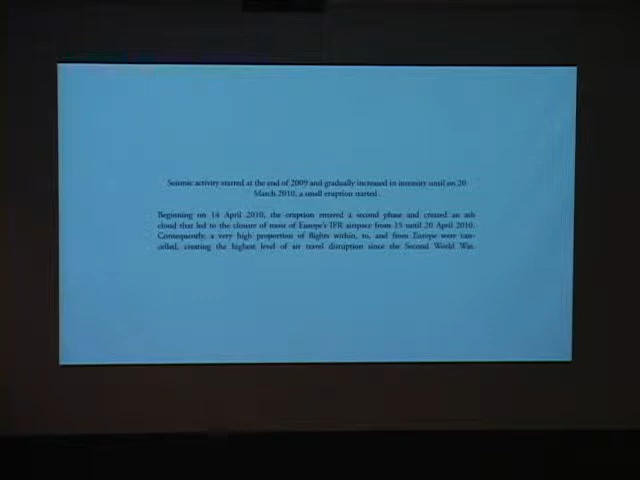 Seismic activity started at the end of 2009 and gradually increased in intensity until on 20
March 2010, a small eruption started.
Beginning on 14 April 2010, the eruption entered a second phase and created an ash
cloud that led to the closure of most of Europe's IFR airspace from 15 until 20 April 2010.
Consequently, a very high proportion of flights within, to, and from Europe were can-
celled, creating the highest level of air travel disruption since the Second World War.